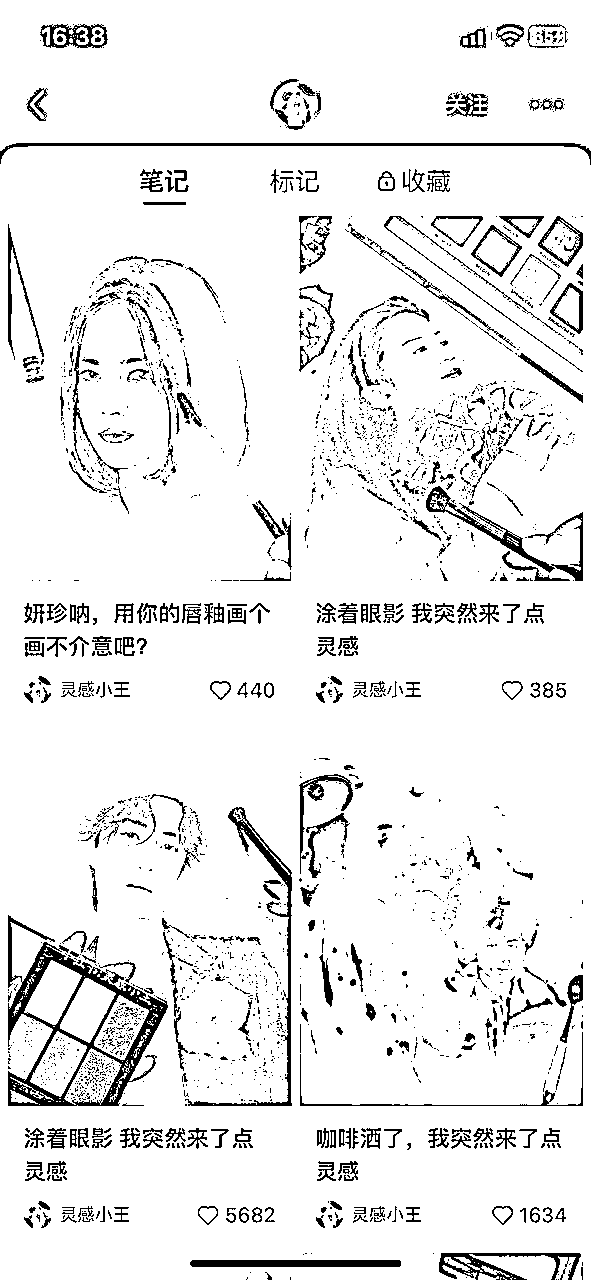 16:38
关注
笔记
标记
收藏
妍珍呐，用你的唇釉画个
画不介意吧？
灵感小王
440
涂着眼影 我突然来了点
灵感
灵感小王
385
涂着眼影 我突然来了点
灵感
灵感小王
5682
咖啡洒了，我突然来了点
灵感
灵感小王
1634